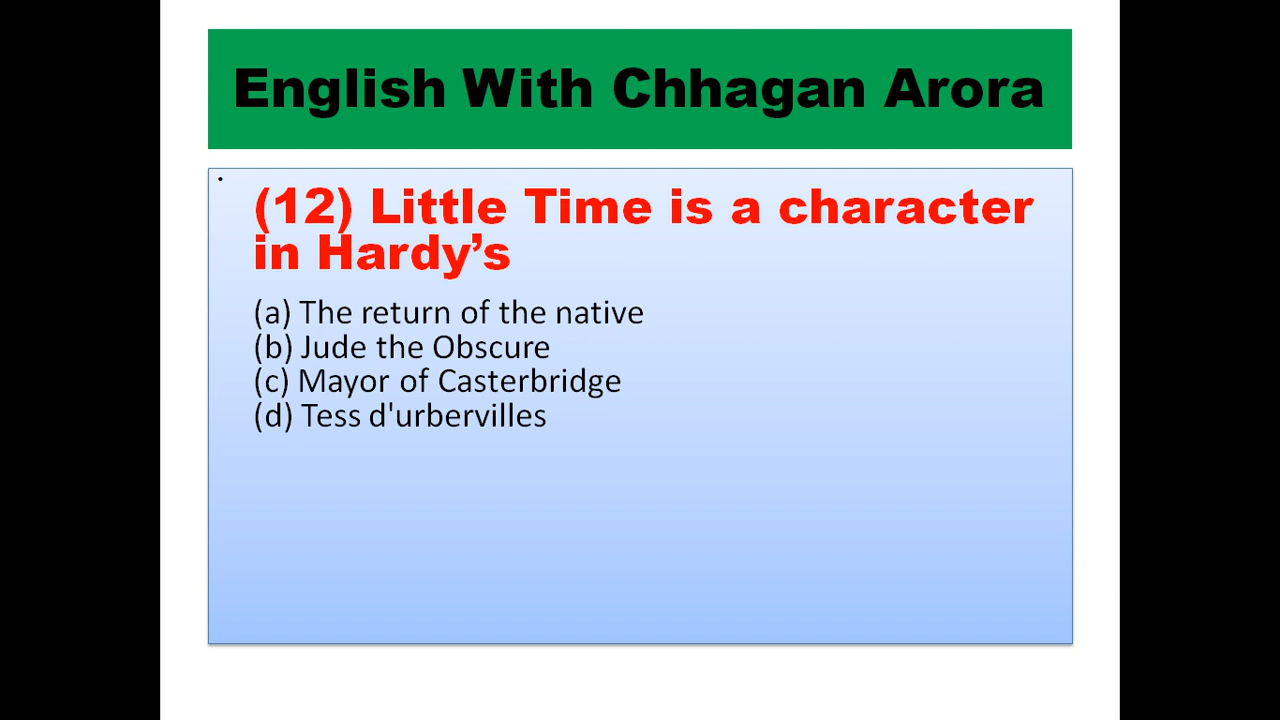 English With Chhagan Arora
• (12) Little Time is a character
in Hardy’s
(a) The return of the native
(b) Jude the Obscure
(c) Mayor of Casterbridge
(d) Tess d'urbervilles